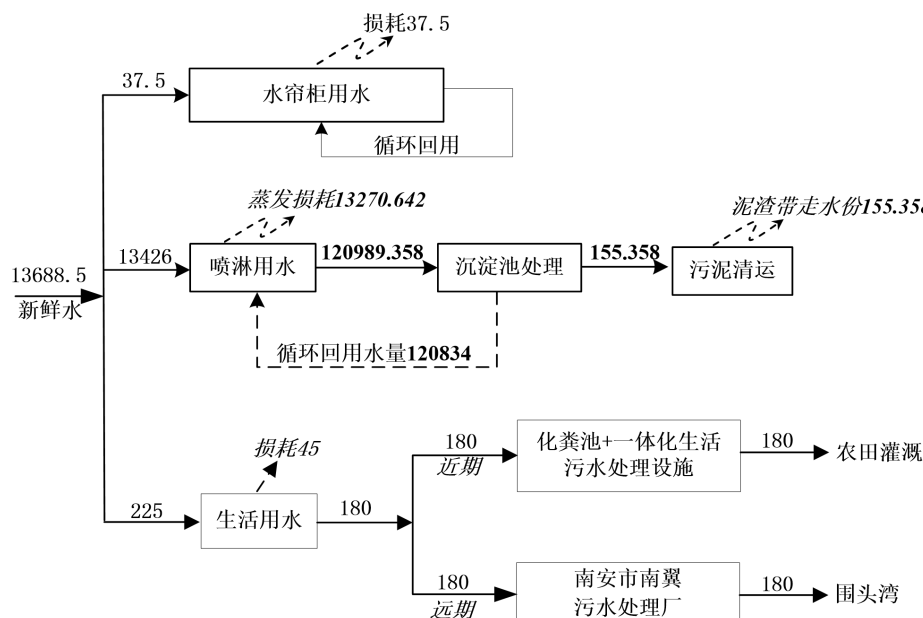 损耗37.5
37.5
水帘柜用水
循环回用
蒸发损耗13270.642
泥渣带走水份155.358
13426
喷淋用水
120989.358
沉淀池处理
155.358
污泥清运
13688.5
新鲜水
循环回用水量120834
损耗45
180
近期
化粪池+一体化生活
污水处理设施
180
农田灌溉
225
生活用水
180
180
远期
南安市南翼
污水处理厂
180
围头湾